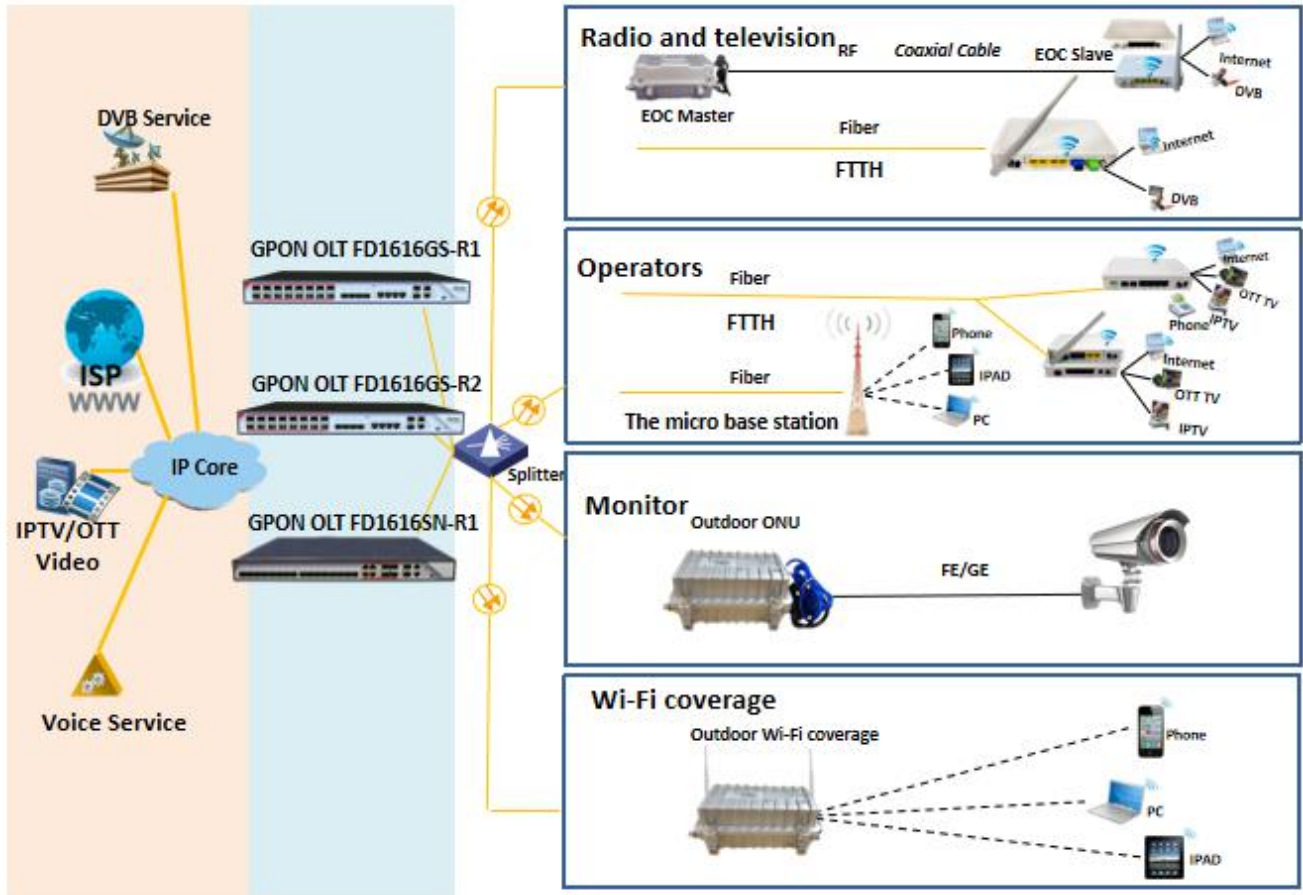 DVB Service
ISP
WWW
IP Core
IPTV/OTT
Video
Voice Service
GPON OLT FD1616GS-R1
GPON OLT FD1616GS-R2
GPON OLT FD1616SN-R1
Splitter
Radio and television
RF
Coaxial Cable
EOC Slave
EOC Master
Internet
DVB
Fiber
FTTH
Internet
DVB
Operators
Fiber
FTTH
Internet
OTT TV
IPTV
Phone
Internet
OTT TV
IPTV
Fiber
The micro base station
Phone
IPAD
PC
Monitor
Outdoor ONU
FE/GE
Wi-Fi coverage
Outdoor Wi-Fi coverage
Phone
PC
IPAD